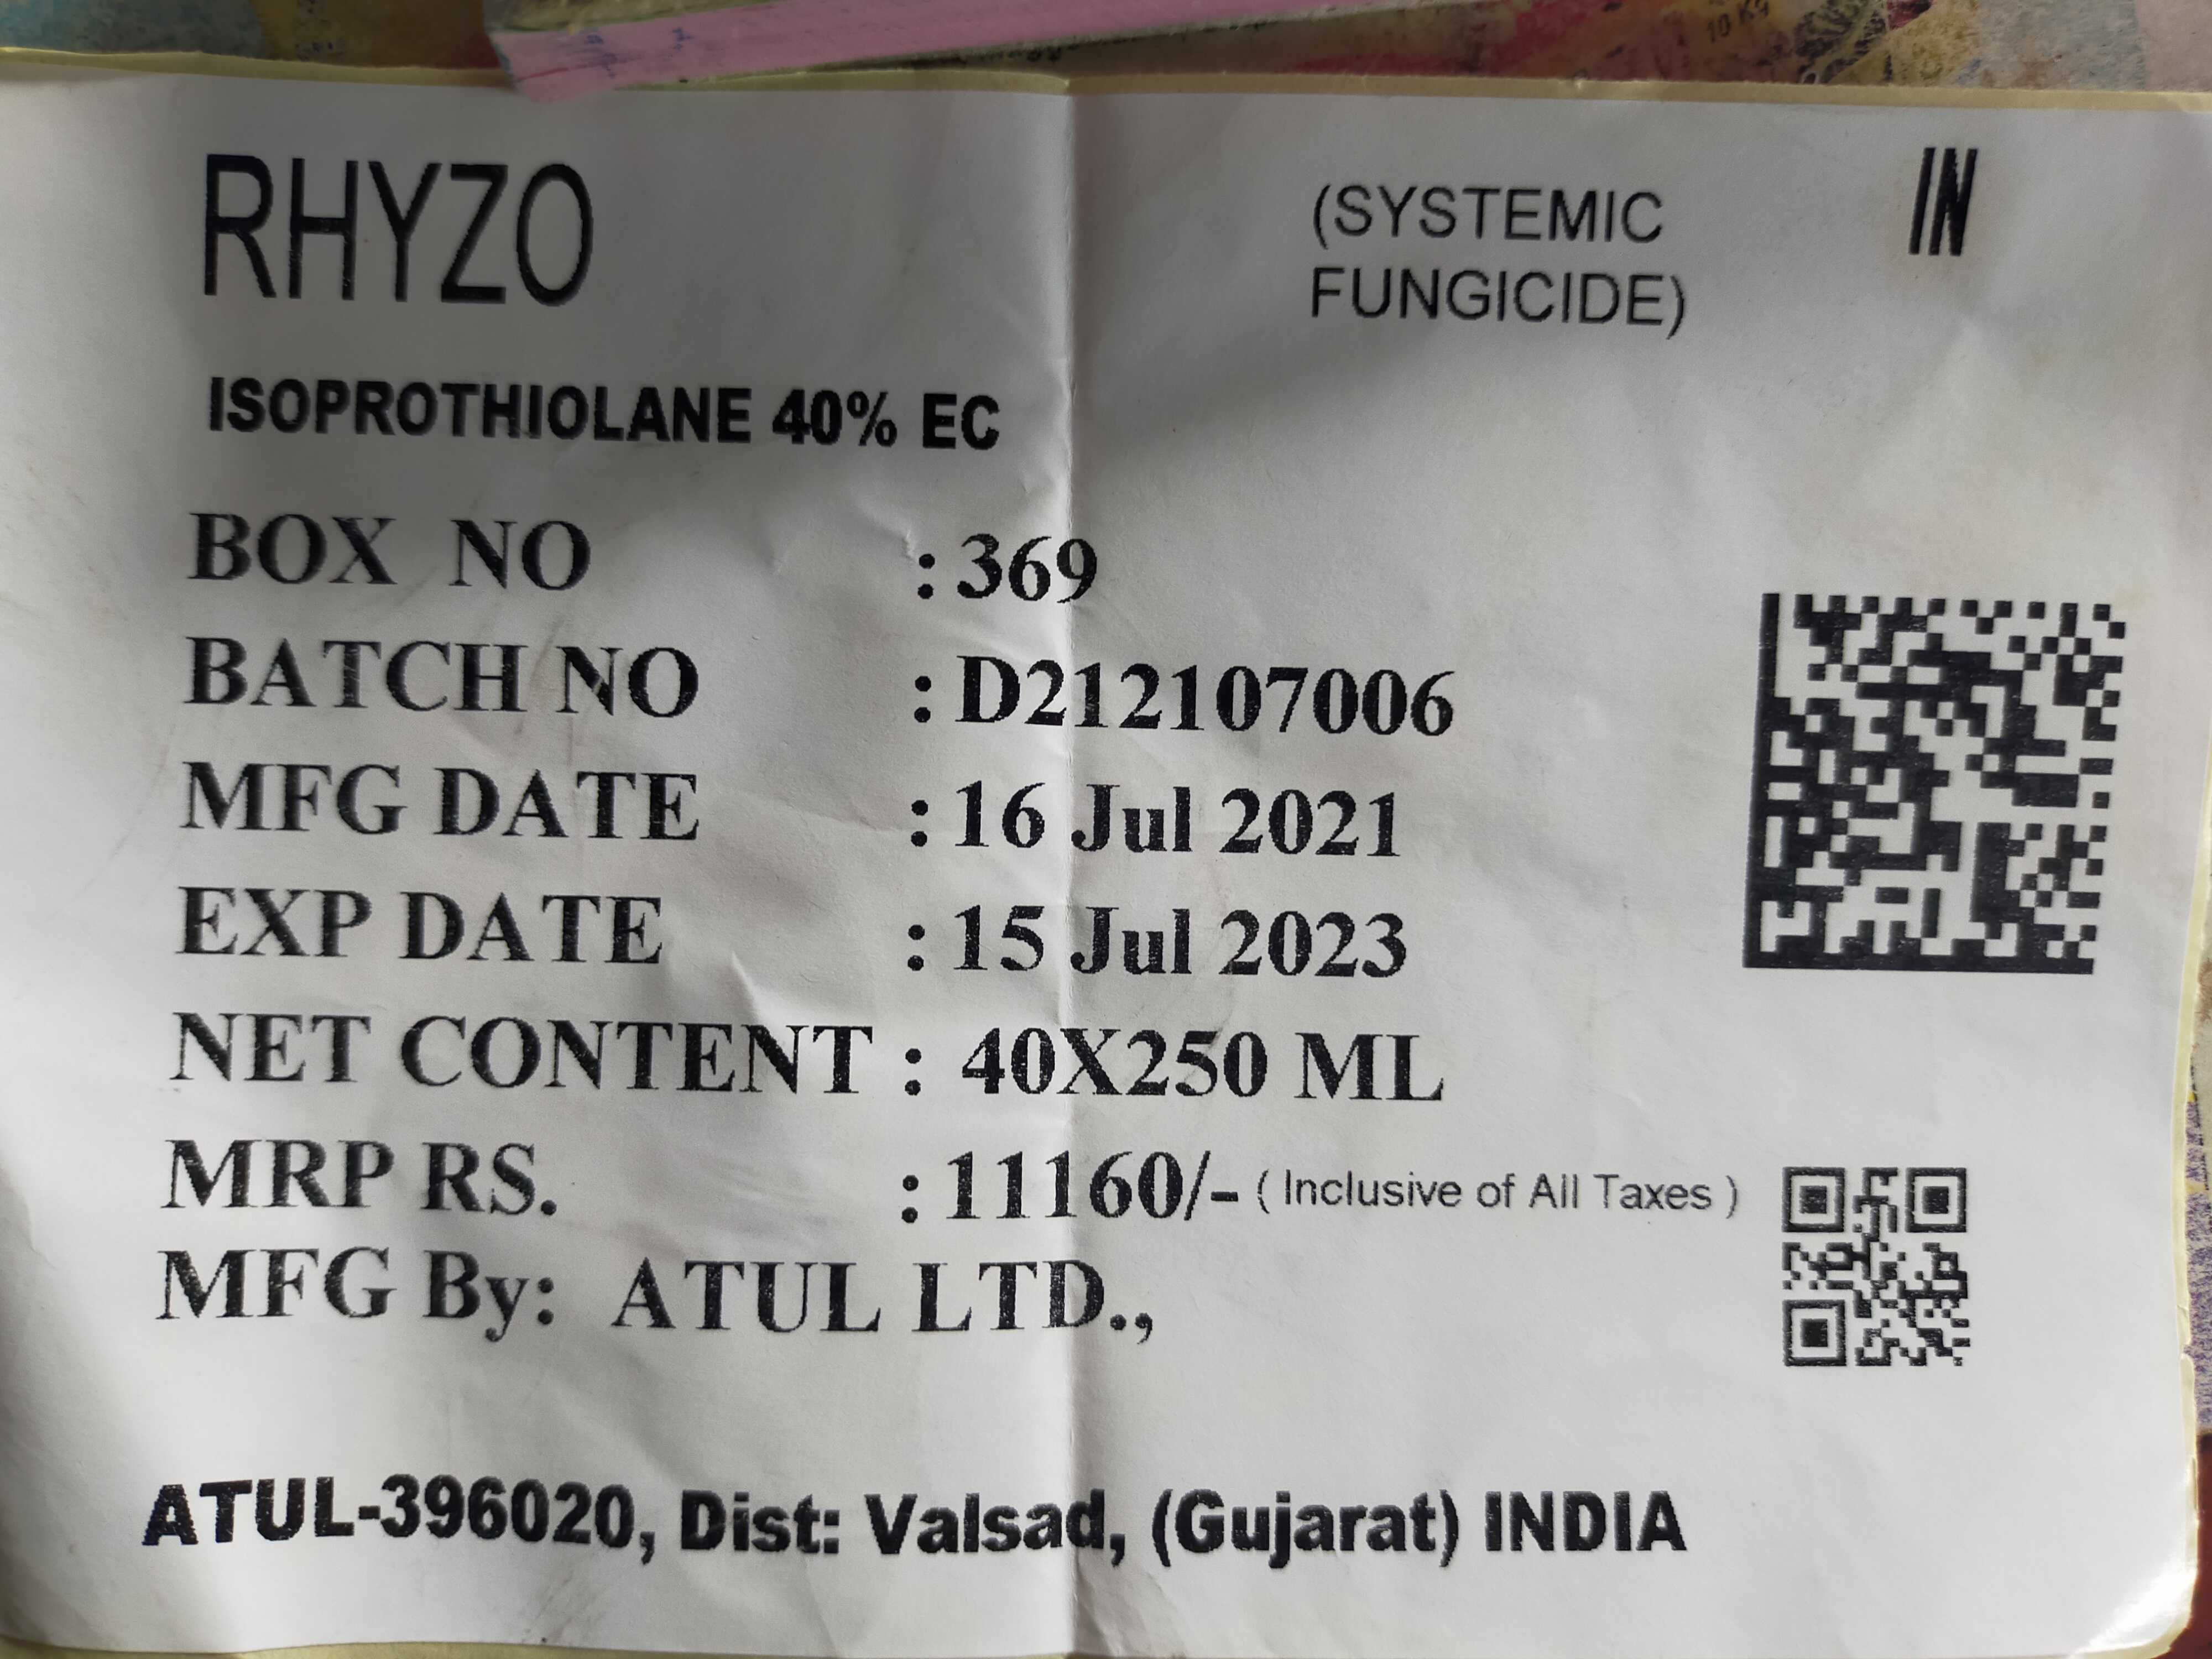 RHYZO
(SYSTEMIC
FUNGICIDE)
IN
ISOPROTHIOLANE 40% EC
BOX NO : 369
BATCH NO : D212107006
MFG DATE : 16 Jul 2021
EXP DATE : 15 Jul 2023
NET CONTENT : 40X250 ML
MRP RS. : 11160/- ( Inclusive of All Taxes )
MFG By: ATUL LTD.,
ATUL-396020, Dist: Valsad, (Gujarat) INDIA
10 Kg